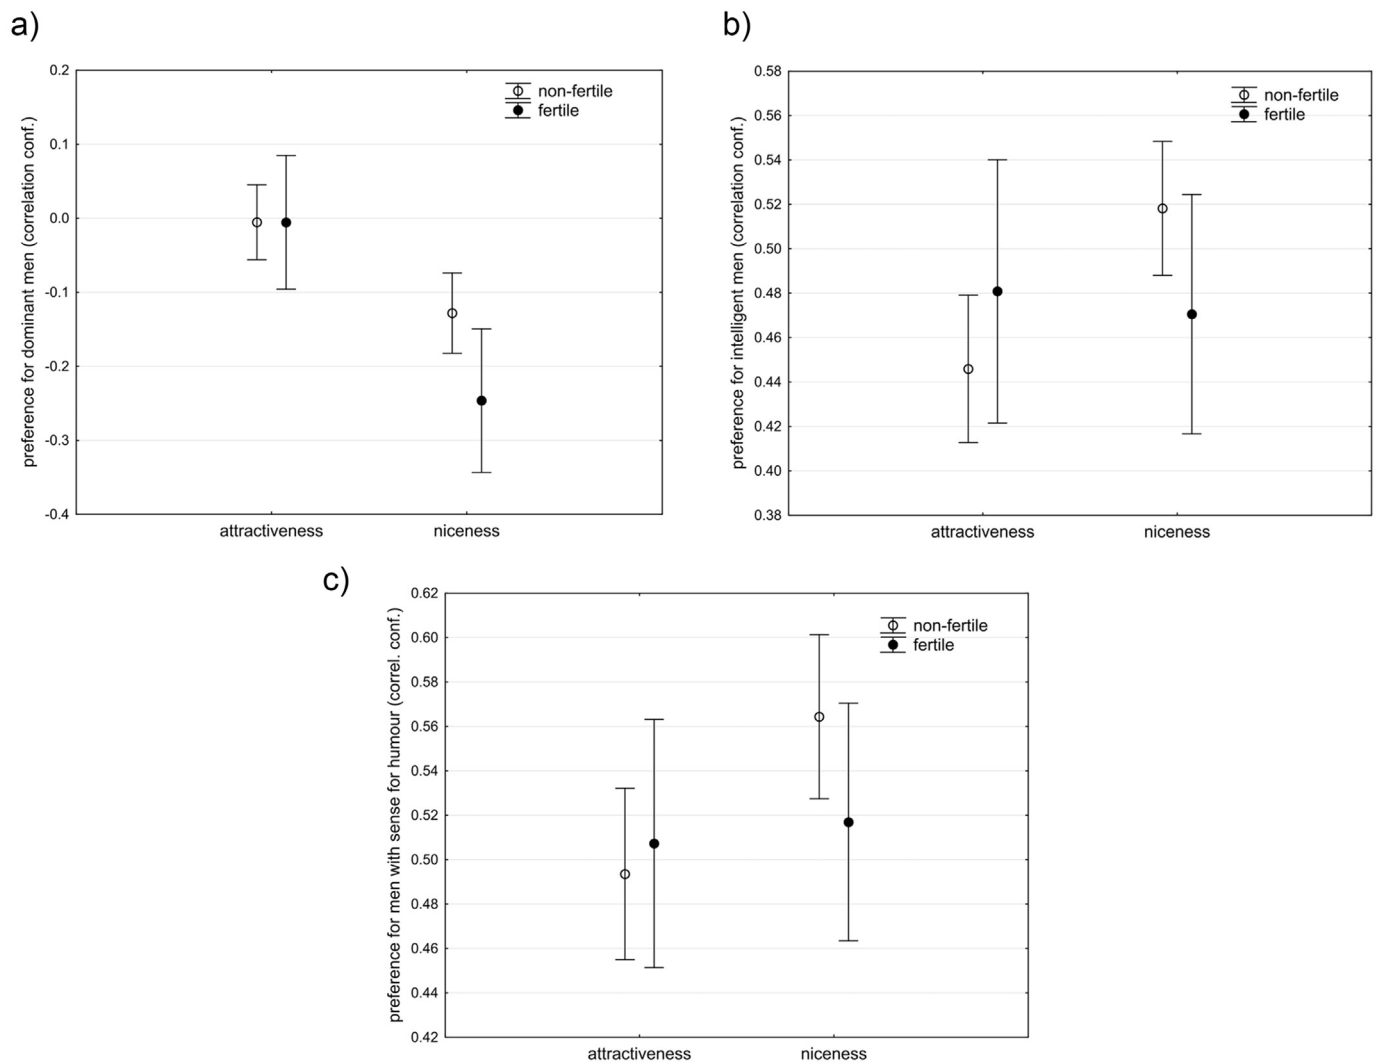 a)
preference for dominant men (correlation conf.)
0.2
0.1
0.0
-0.1
-0.2
-0.3
-0.4
non-fertile
fertile
attractiveness niceness
b)
preference for intelligent men (correlation conf.)
0.58
0.56
0.54
0.52
0.50
0.48
0.46
0.44
0.42
0.40
0.38
non-fertile
fertile
attractiveness niceness
c)
preference for men with sense for humour (correl. conf.)
0.62
0.60
0.58
0.56
0.54
0.52
0.50
0.48
0.46
0.44
0.42
non-fertile
fertile
attractiveness niceness